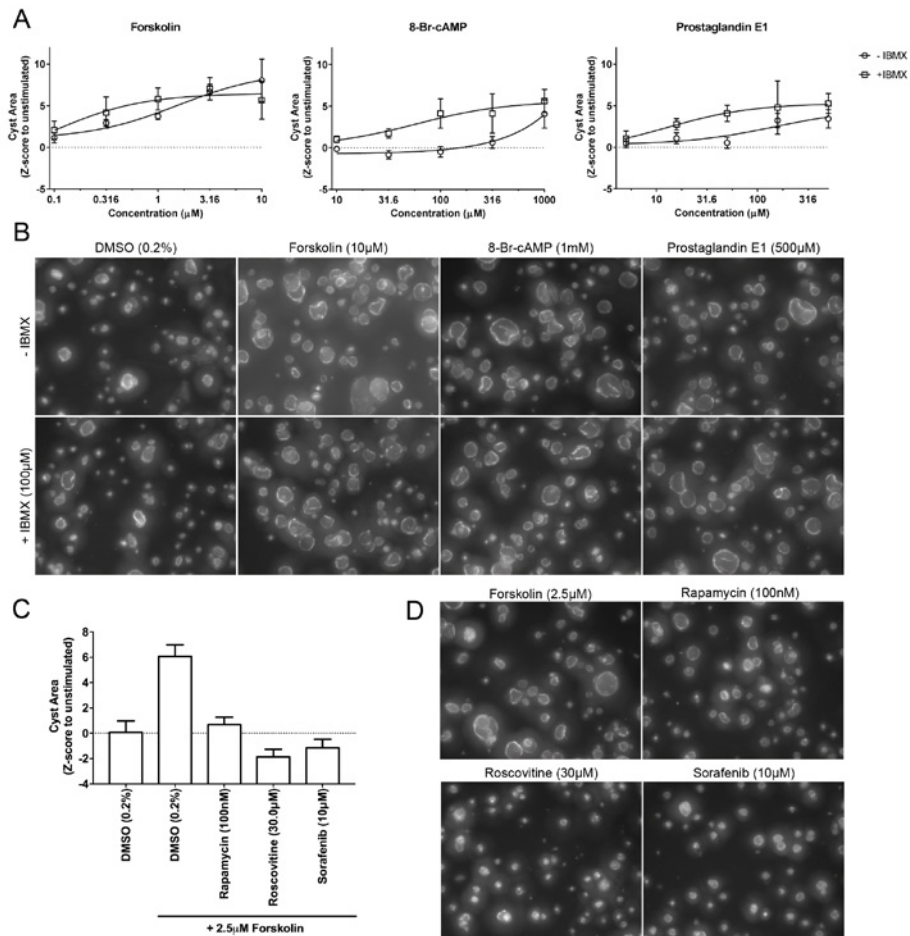 A
Forskolin
8-Br-cAMP
Prostaglandin E1
Cyst Area
(Z-score to unstimulated)
10
5
0
-5
0.1
0.316
1
3.16
10
Concentration (µM)
Cyst Area
(Z-score to unstimulated)
10
5
0
-5
10
31.6
100
316
1000
Concentration (µM)
Cyst Area
(Z-score to unstimulated)
10
5
0
-5
10
31.6
100
316
Concentration (µM)
- IBMX
+IBMX
B
DMSO (0.2%)
Forskolin (10µM)
8-Br-cAMP (1mM)
Prostaglandin E1 (500µM)
- IBMX
+ IBMX (100µM)
C
Cyst Area
(Z-score to unstimulated)
8
6
4
2
0
-2
-4
DMSO (0.2%)
DMSO (0.2%)
Rapamycin (100nM)
Roscovitine (30.0µM)
Sorafenib (10µM)
+ 2.5µM Forskolin
D
Forskolin (2.5µM)
Rapamycin (100nM)
Roscovitine (30µM)
Sorafenib (10µM)